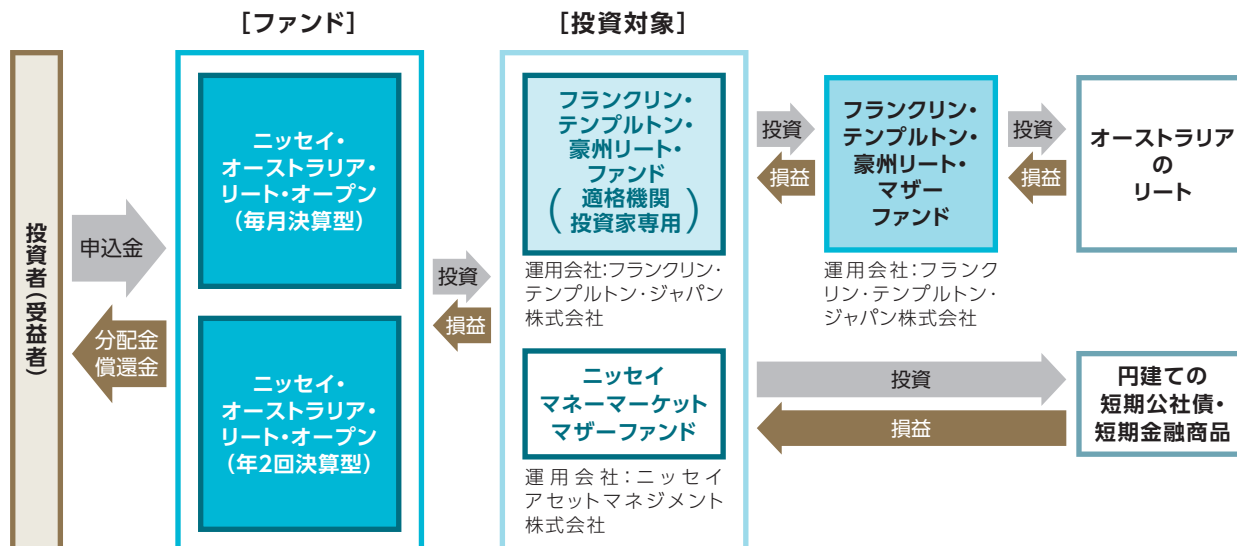 [ファンド]
[投資対象]
投資者(受益者)
申込金
分配金
償還金
ニッセイ・
オーストラリア・
リート・オープン
(毎月決算型)
ニッセイ・
オーストラリア・
リート・オープン
(年2回決算型)
投資
損益
フランクリン・
テンプルトン・
豪州リート・
ファンド
(適格機関
投資家専用)
運用会社:フランクリン・
テンプルトン・ジャパン
株式会社
投資
損益
フランクリン・
テンプルトン・
豪州リート・
マザー
ファンド
運用会社:フランク
リン・テンプルトン・
ジャパン株式会社
投資
損益
オーストラリア
の
リート
ニッセイ
マネーマーケット
マザーファンド
運用会社:ニッセイ
アセットマネジメント
株式会社
投資
損益
円建ての
短期公社債・
短期金融商品